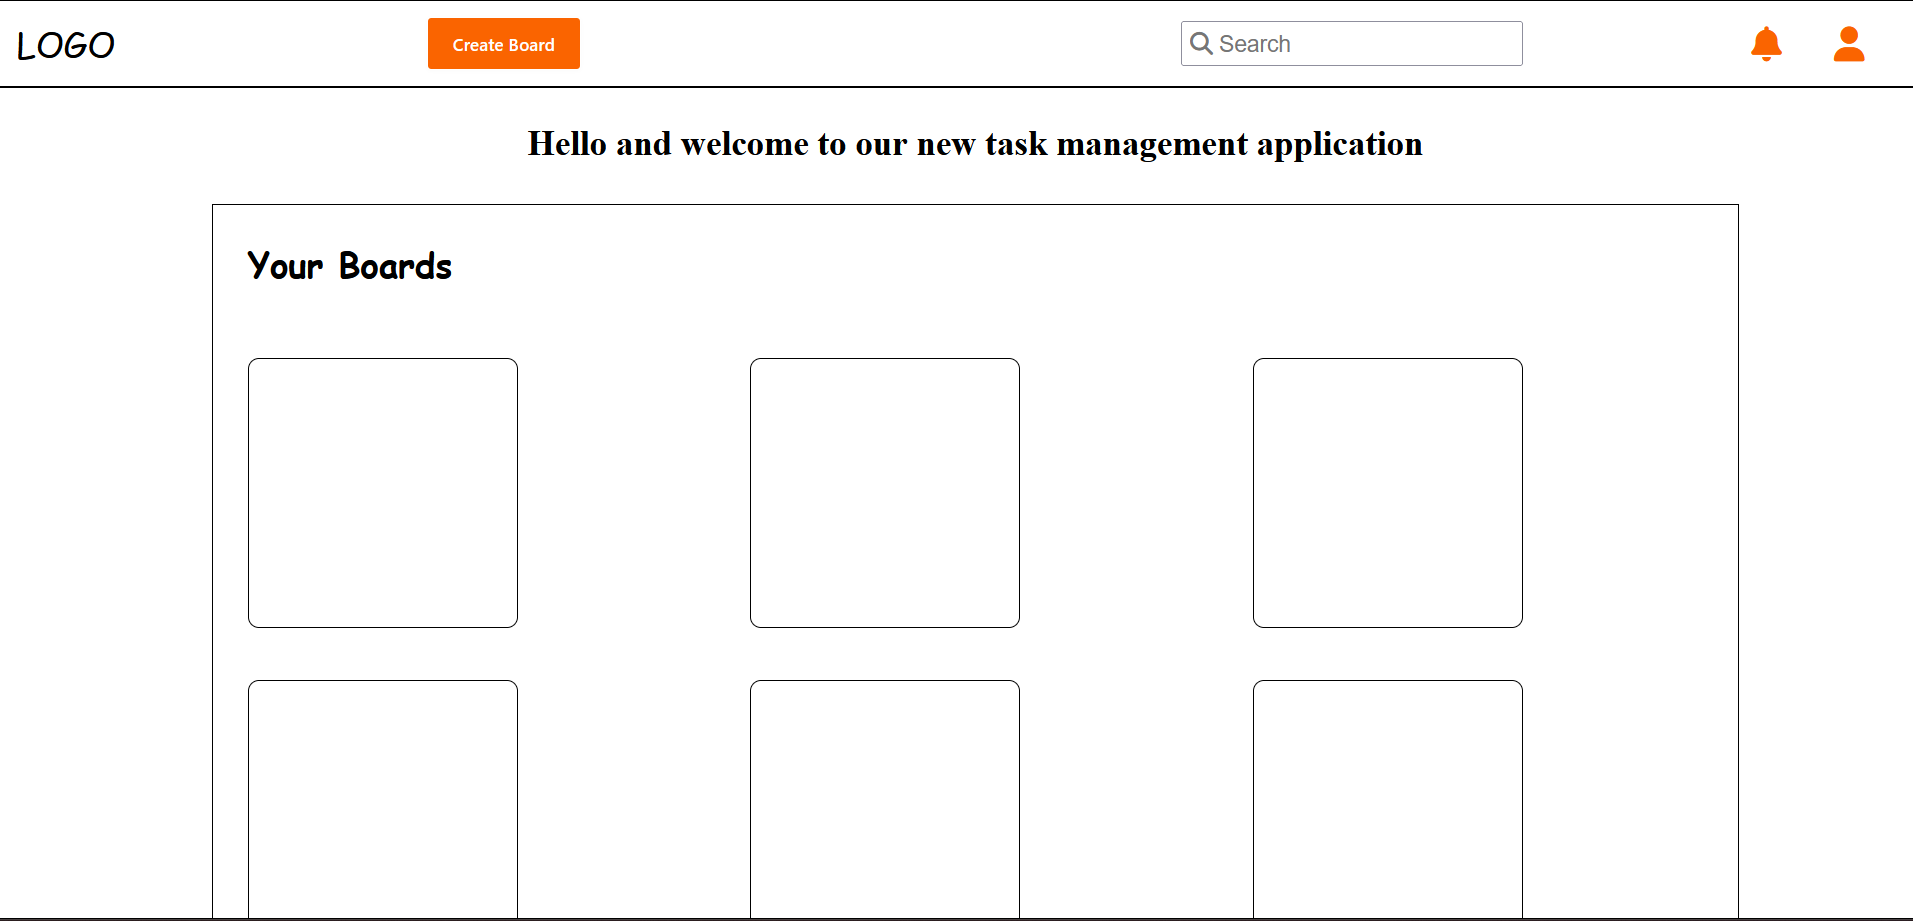 LOGO
Create Board
Search
Hello and welcome to our new task management application
Your Boards